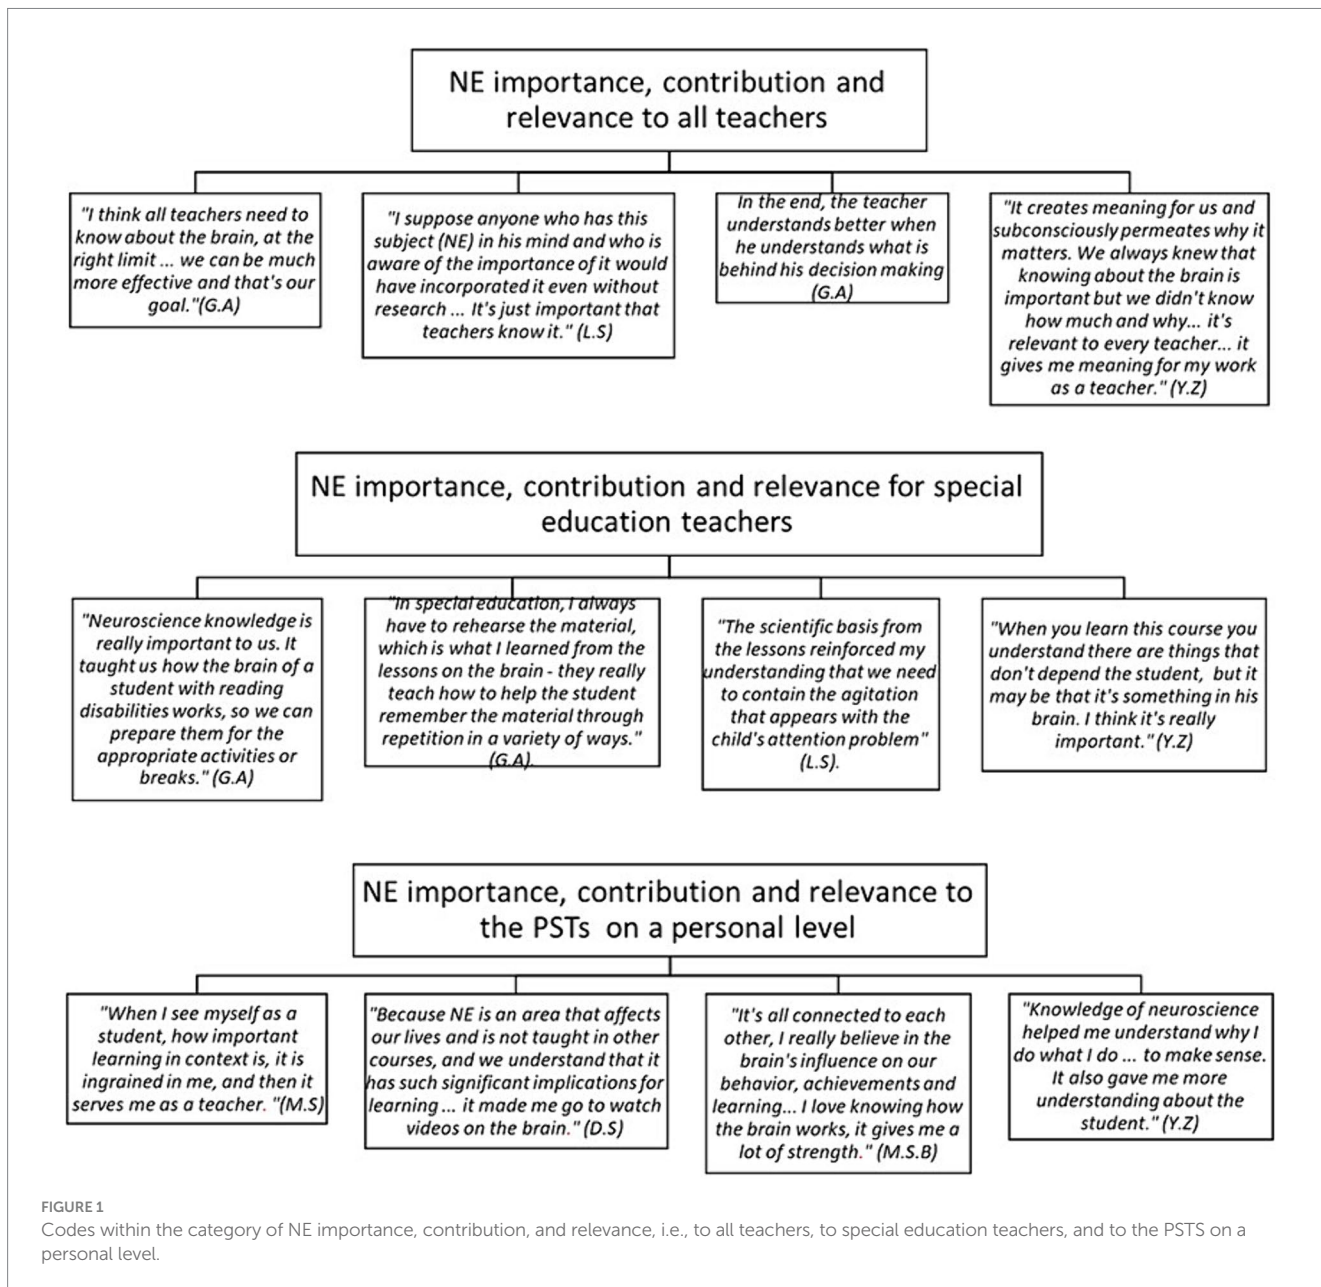 NE importance, contribution and
relevance to all teachers
"I think all teachers need to
know about the brain, at the
right limit ... we can be much
more effective and that's our
goal."(G.A)
"I suppose anyone who has this
subject (NE) in his mind and who is
aware of the importance of it would
have incorporated it even without
research ... It's just important that
teachers know it." (L.S)
In the end, the teacher
understands better when
he understands what is
behind his decision making
(G.A)
"It creates meaning for us and
subconsciously permeates why it
matters. We always knew that
knowing about the brain is
important but we didn't know
how much and why... it's
relevant to every teacher... it
gives me meaning for my work
as a teacher." (Y.Z)
NE importance, contribution and relevance for special
education teachers
"Neuroscience knowledge is
really important to us. It
taught us how the brain of a
student with reading
disabilities works, so we can
prepare them for the
appropriate activities or
breaks." (G.A)
"In special education, I always
have to rehearse the material,
which is what I learned from the
lessons on the brain - they really
teach how to help the student
remember the material through
repetition in a variety of ways."
(G.A).
"The scientific basis from
the lessons reinforced my
understanding that we need
to contain the agitation
that appears with the
child's attention problem"
(L.S).
"When you learn this course you
understand there are things that
don't depend the student, but it
may be that it's something in his
brain. I think it's really
important." (Y.Z)
NE importance, contribution and relevance to
the PSTs on a personal level
"When I see myself as a
student, how important
learning in context is, it is
ingrained in me, and then it
serves me as a teacher. "(M.S)
"Because NE is an area that affects
our lives and is not taught in other
courses, and we understand that it
has such significant implications for
learning ... it made me go to watch
videos on the brain." (D.S)
"It's all connected to each
other, I really believe in the
brain's influence on our
behavior, achievements and
learning... I love knowing how
the brain works, it gives me a
lot of strength." (M.S.B)
"Knowledge of neuroscience
helped me understand why I
do what I do ... to make sense.
It also gave me more
understanding about the
student." (Y.Z)
FIGURE 1
Codes within the category of NE importance, contribution, and relevance, i.e., to all teachers, to special education teachers, and to the PSTS on a
personal level.